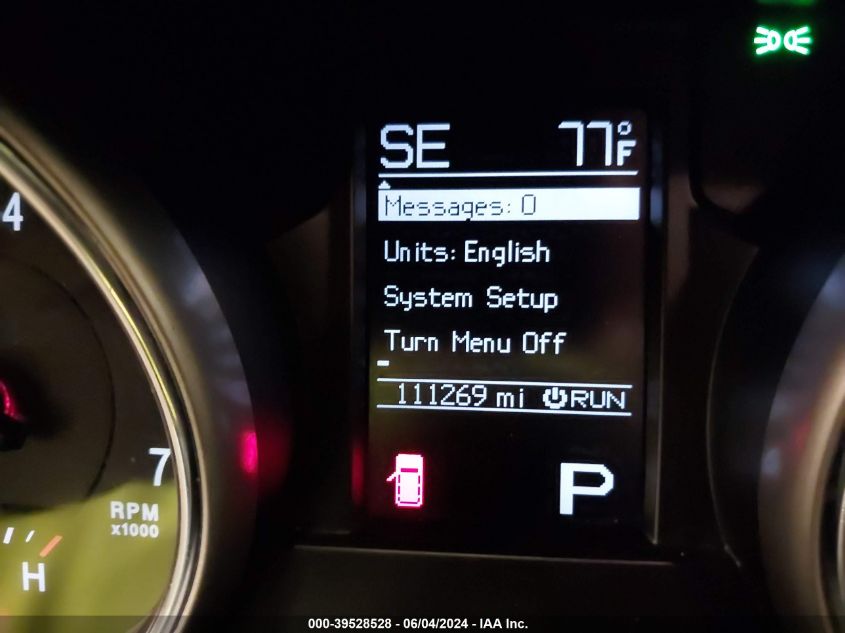 SE 77°F
Messages: 0
Units: English
System Setup
Turn Menu Off
111269 mi RUN
P
4
7
RPM
x1000
H
000-39528528 - 06/04/2024 - IAA Inc.